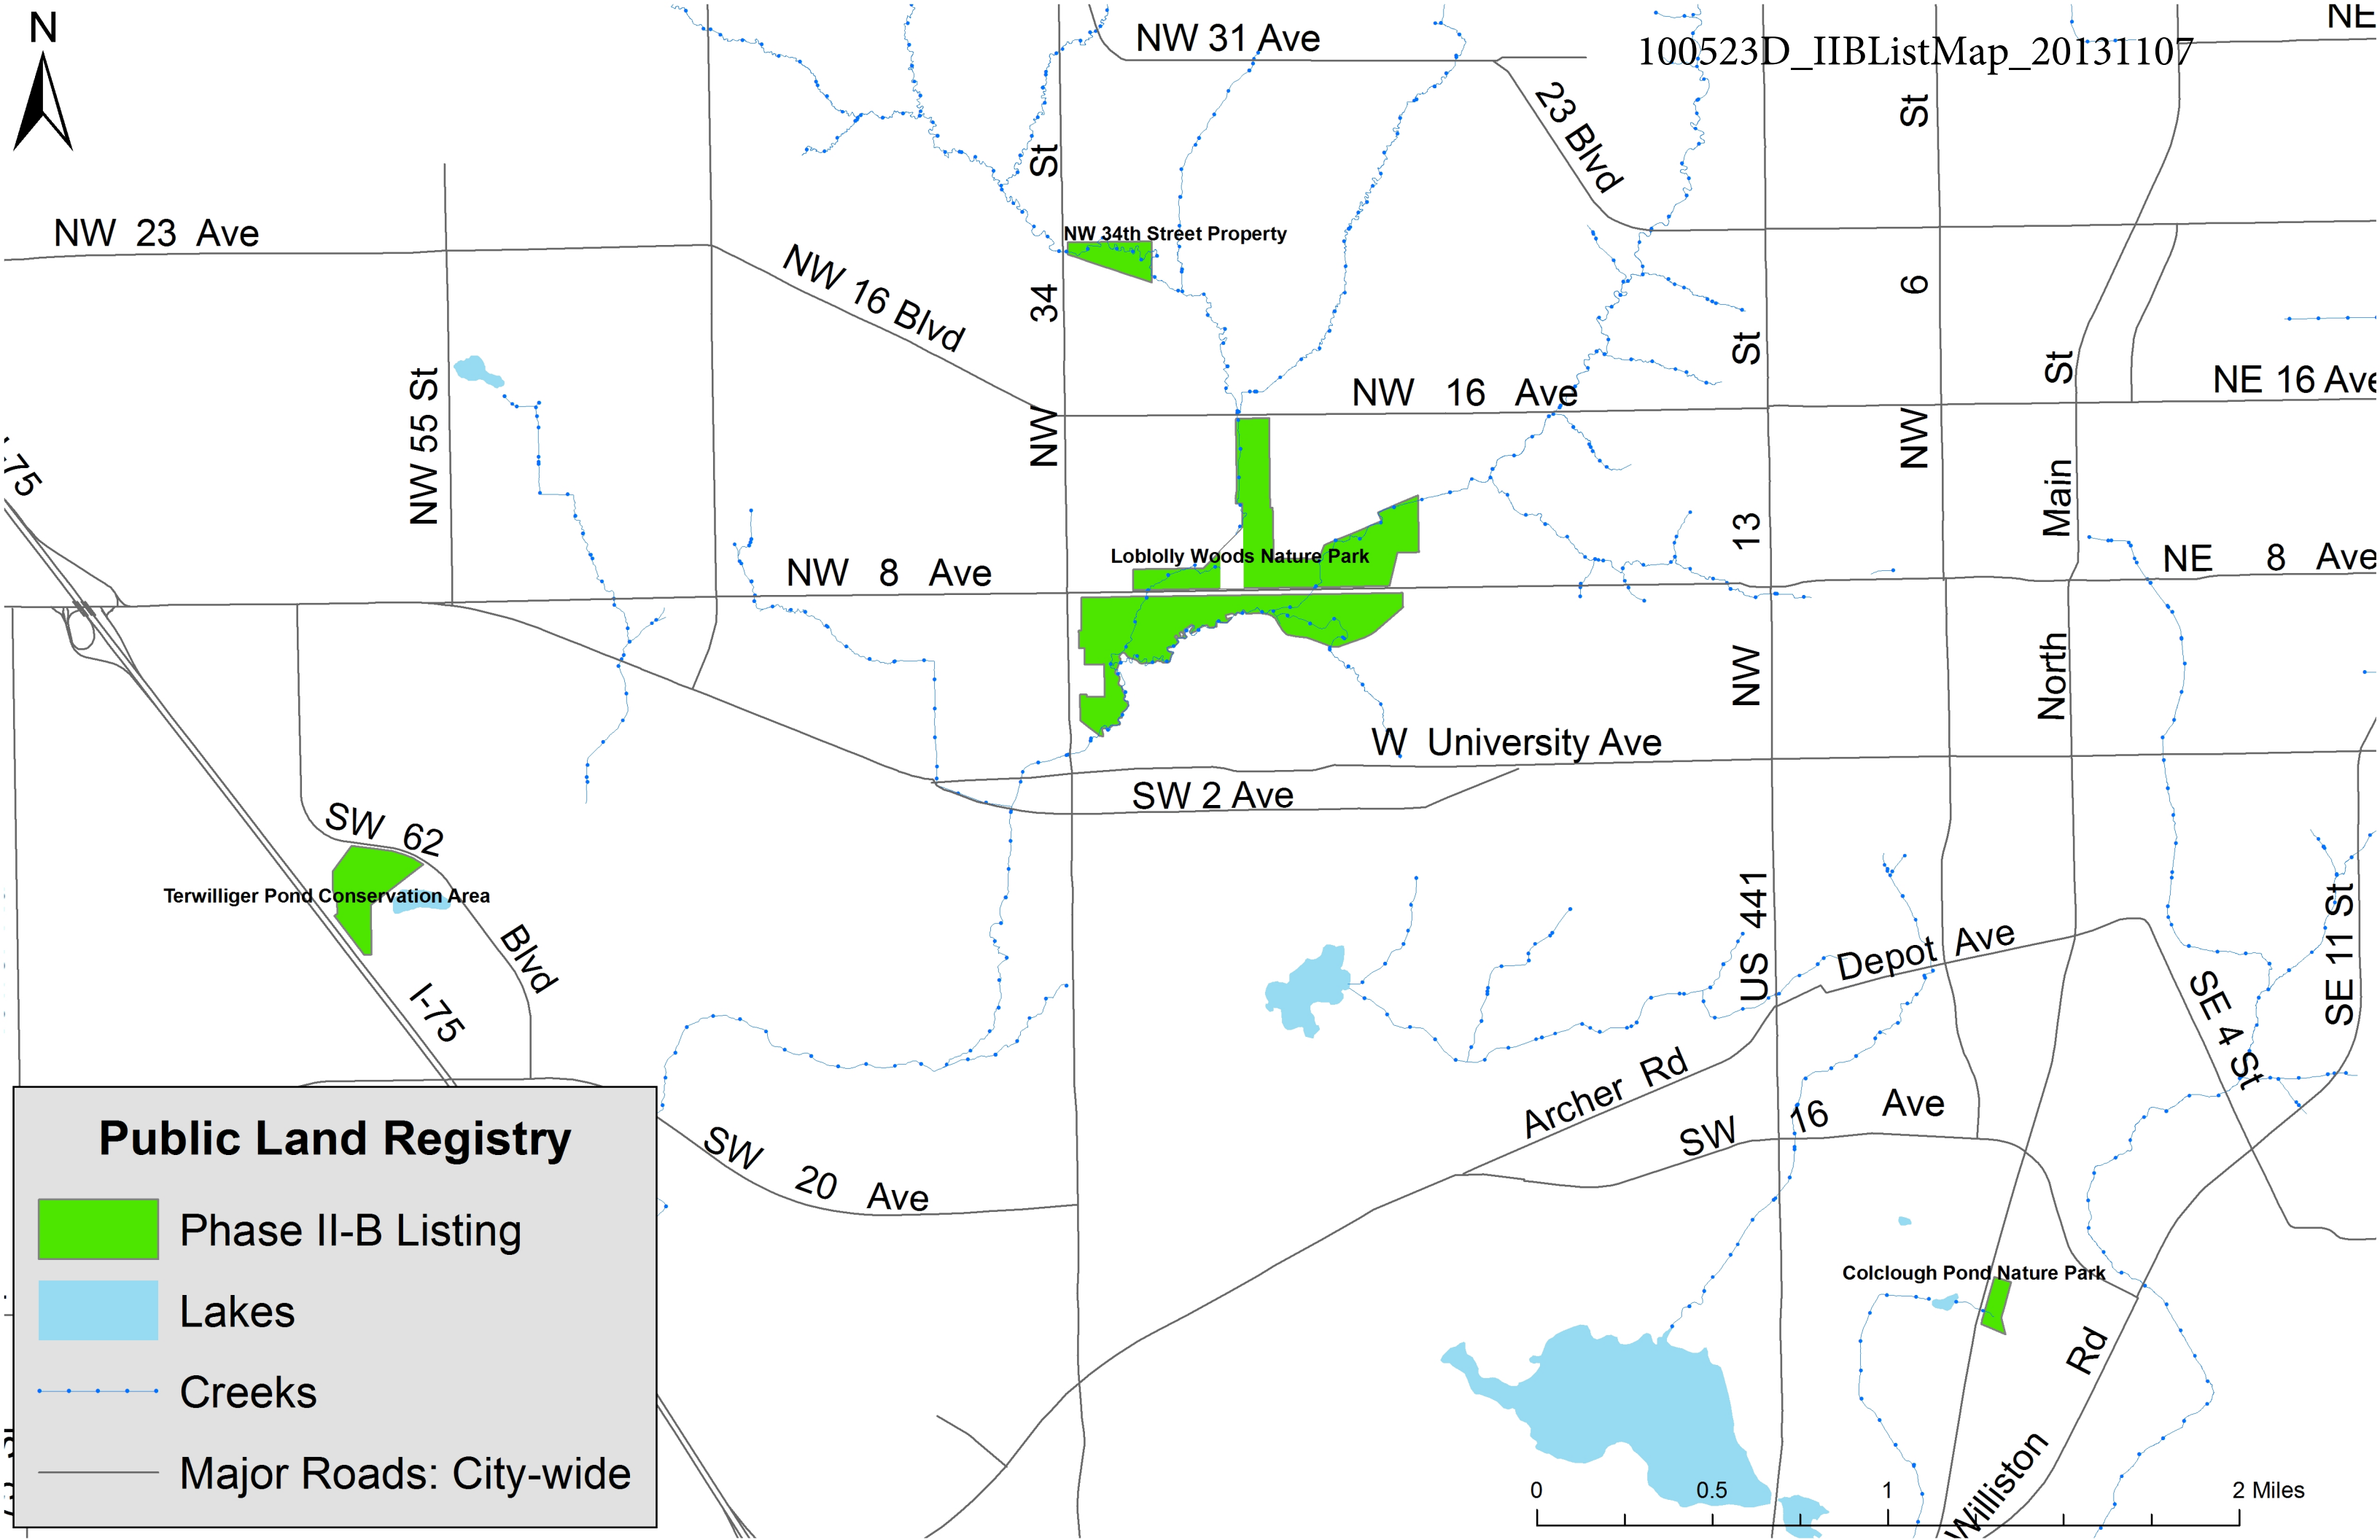 N
NW 31 Ave
NE
100523D_IIBListMap_20131107
23 Blvd
St
St
NW 23 Ave
NW 34th Street Property
NW 16 Blvd
34
6
St
St
NW 55 St
NW 16 Ave
NE 16 Ave
NW
NW
I-75
Main
13
Loblolly Woods Nature Park
NW 8 Ave
NE 8 Ave
NW
North
W University Ave
SW 2 Ave
SW 62
Blvd
Terwilliger Pond Conservation Area
I-75
US 441
Depot Ave
SE 11 St
SE 4 St
Archer Rd
SW 16 Ave
SW 20 Ave
Public Land Registry
Phase II-B Listing
Lakes
Creeks
Major Roads: City-wide
Colclough Pond Nature Park
Williston Rd
0 0.5 1 2 Miles